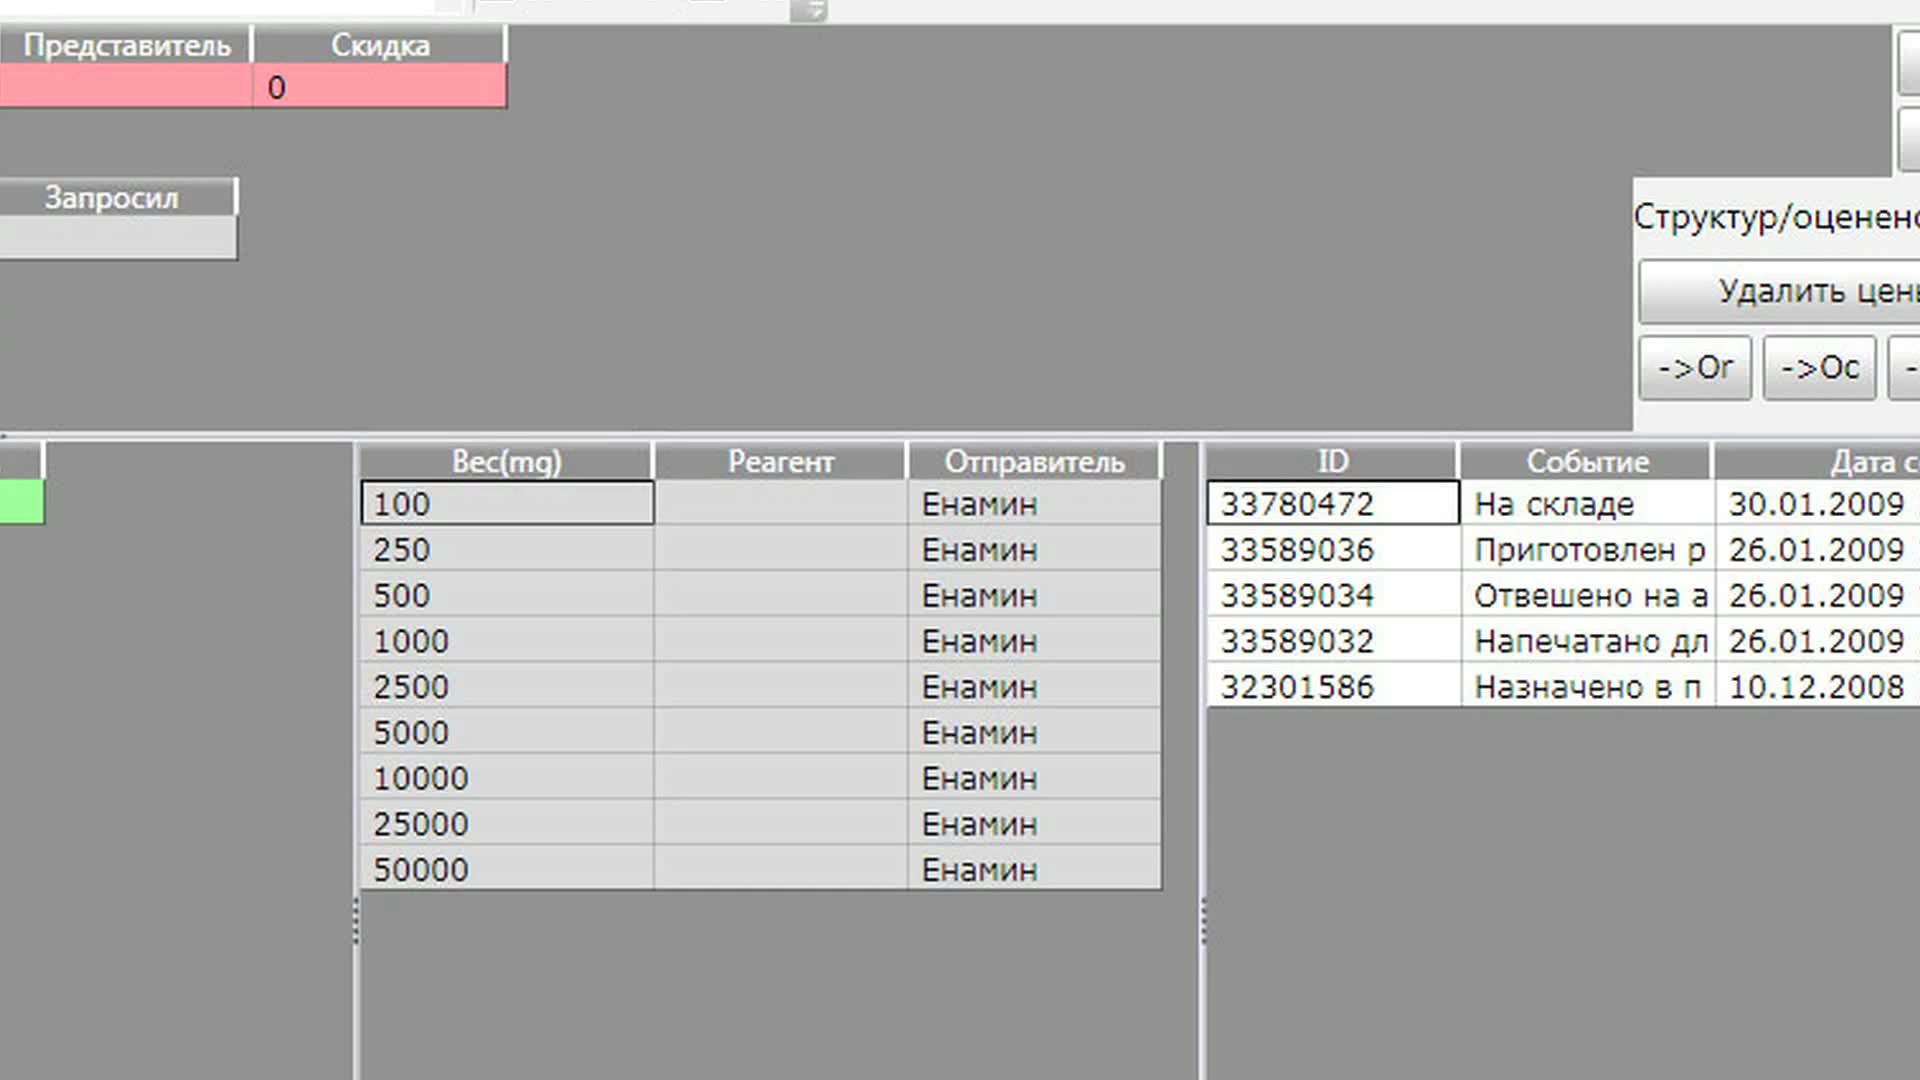 Представитель Скидка
0
Запросил
Структур/оценено
Удалить цены
->Or ->Oc
Вес(mg) Реагент Отправитель
100 Енамин
250 Енамин
500 Енамин
1000 Енамин
2500 Енамин
5000 Енамин
10000 Енамин
25000 Енамин
50000 Енамин
ID Событие Дата с
33780472 На складе 30.01.2009
33589036 Приготовлен р 26.01.2009
33589034 Отвешено на а 26.01.2009
33589032 Напечатано дл 26.01.2009
32301586 Назначено в п 10.12.2008